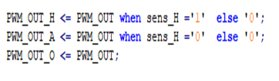 PWM_OUT_H <= PWM_OUT when sens_H ='1' else '0';
PWM_OUT_A <= PWM_OUT when sens_H ='0' else '0';
PWM_OUT_O <= PWM_OUT;